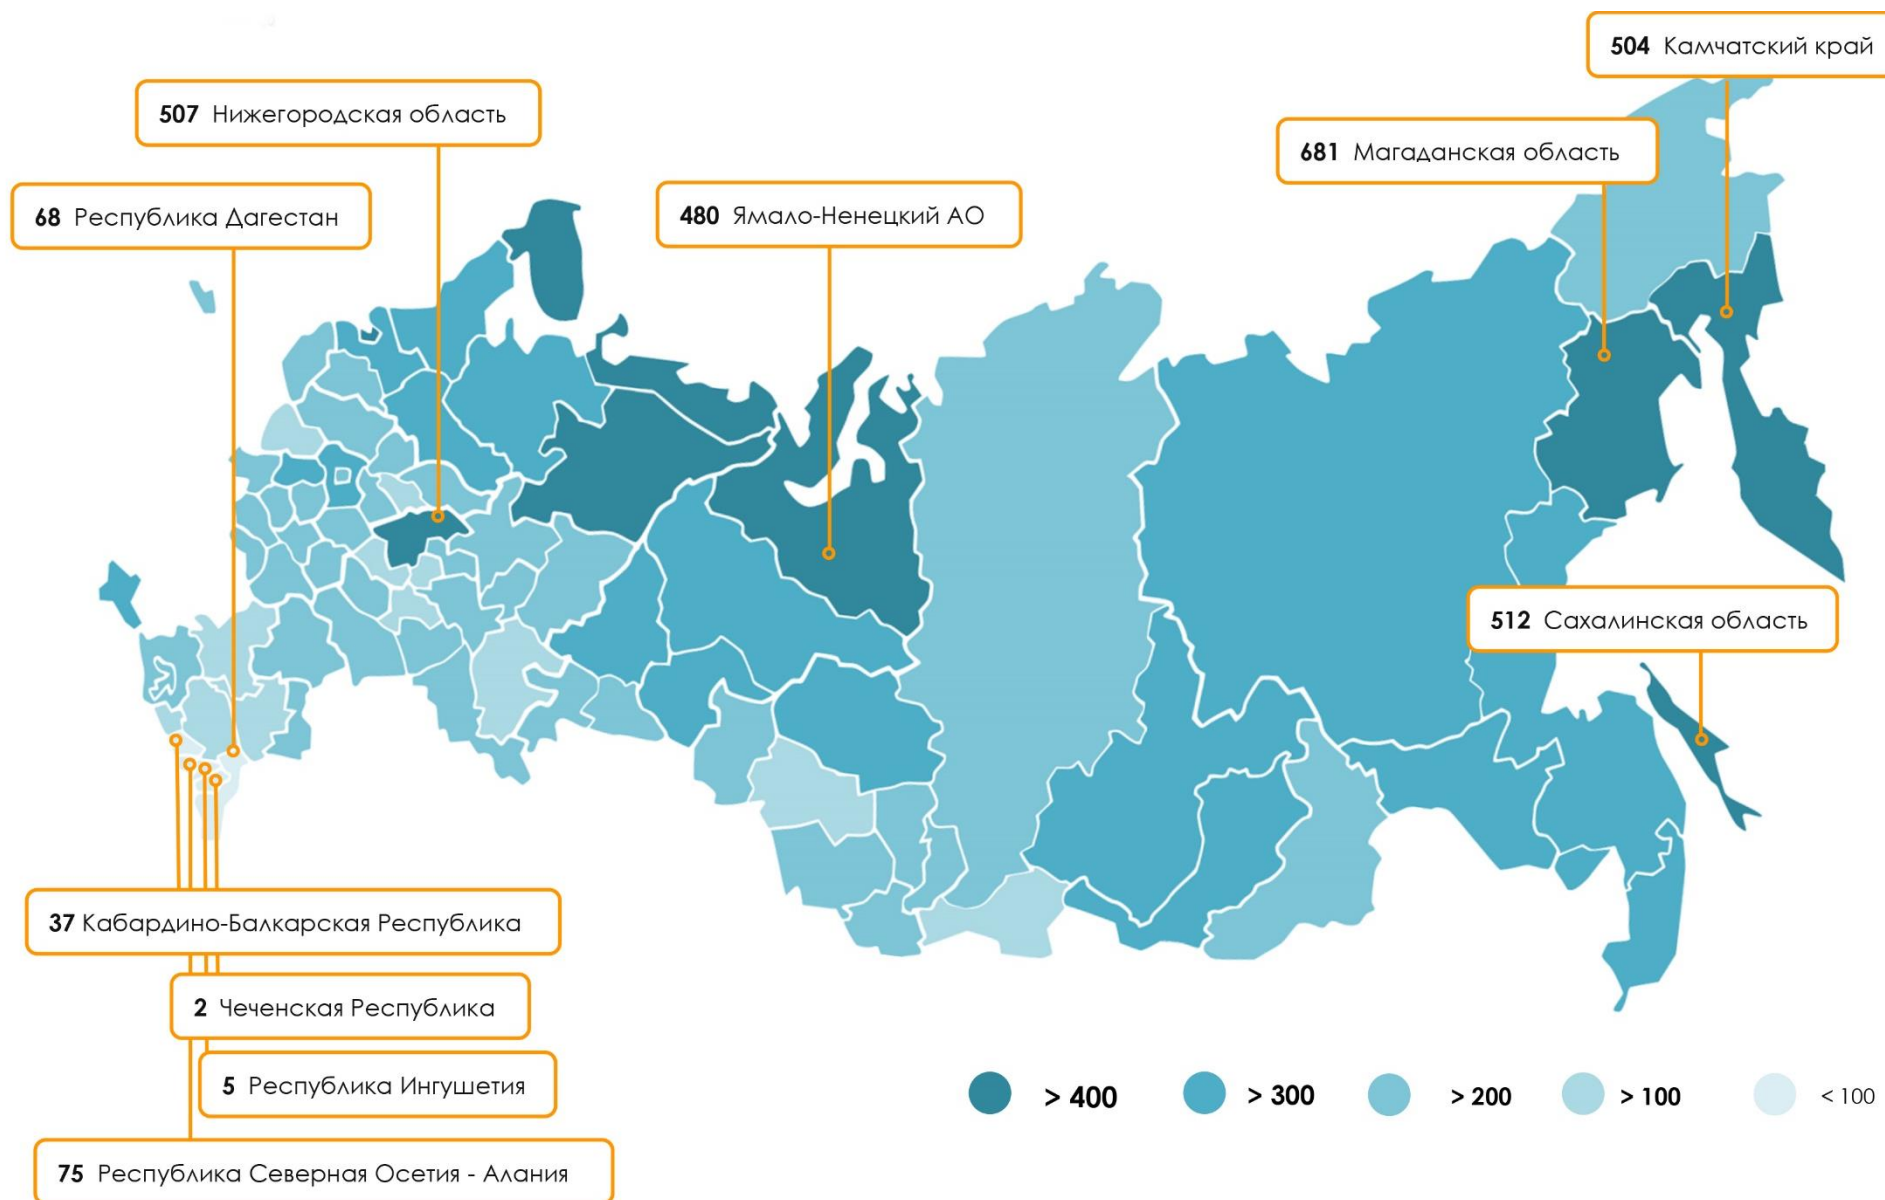 504 Камчатский край
507 Нижегородская область
681 Магаданская область
68 Республика Дагестан
480 Ямало-Ненецкий АО
512 Сахалинская область
37 Кабардино-Балкарская Республика
2 Чеченская Республика
5 Республика Ингушетия
75 Республика Северная Осетия - Алания
> 400
> 300
> 200
> 100
< 100